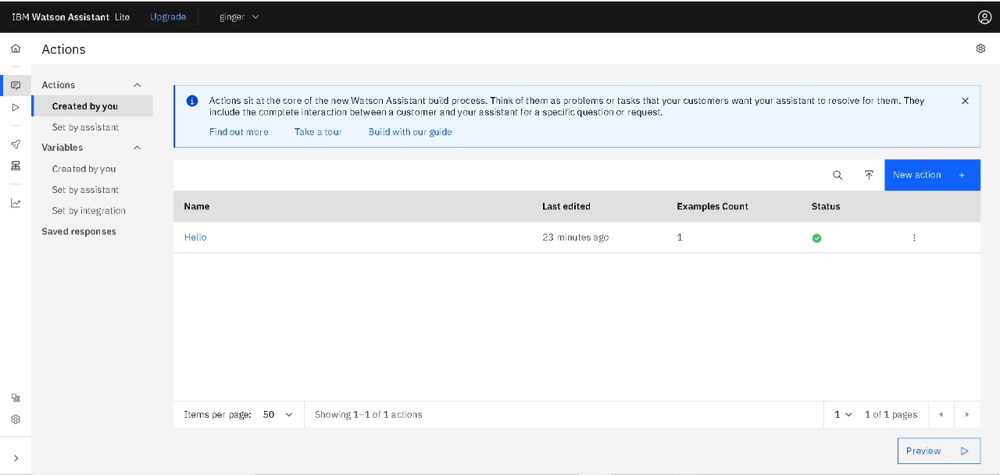 IBM Watson Assistant Lite Upgrade ginger
Actions
Actions
Created by you
Set by assistant
Variables
Created by you
Set by assistant
Set by integration
Saved responses
Actions sit at the core of the new Watson Assistant build process. Think of them as problems or tasks that your customers want your assistant to resolve for them. They
include the complete interaction between a customer and your assistant for a specific question or request.
Find out more Take a tour Build with our guide
New action +
Name Last edited Examples Count Status
Hello 23 minutes ago 1
Items per page: 50 Showing 1–1 of 1 actions 1 1 of 1 pages
Preview